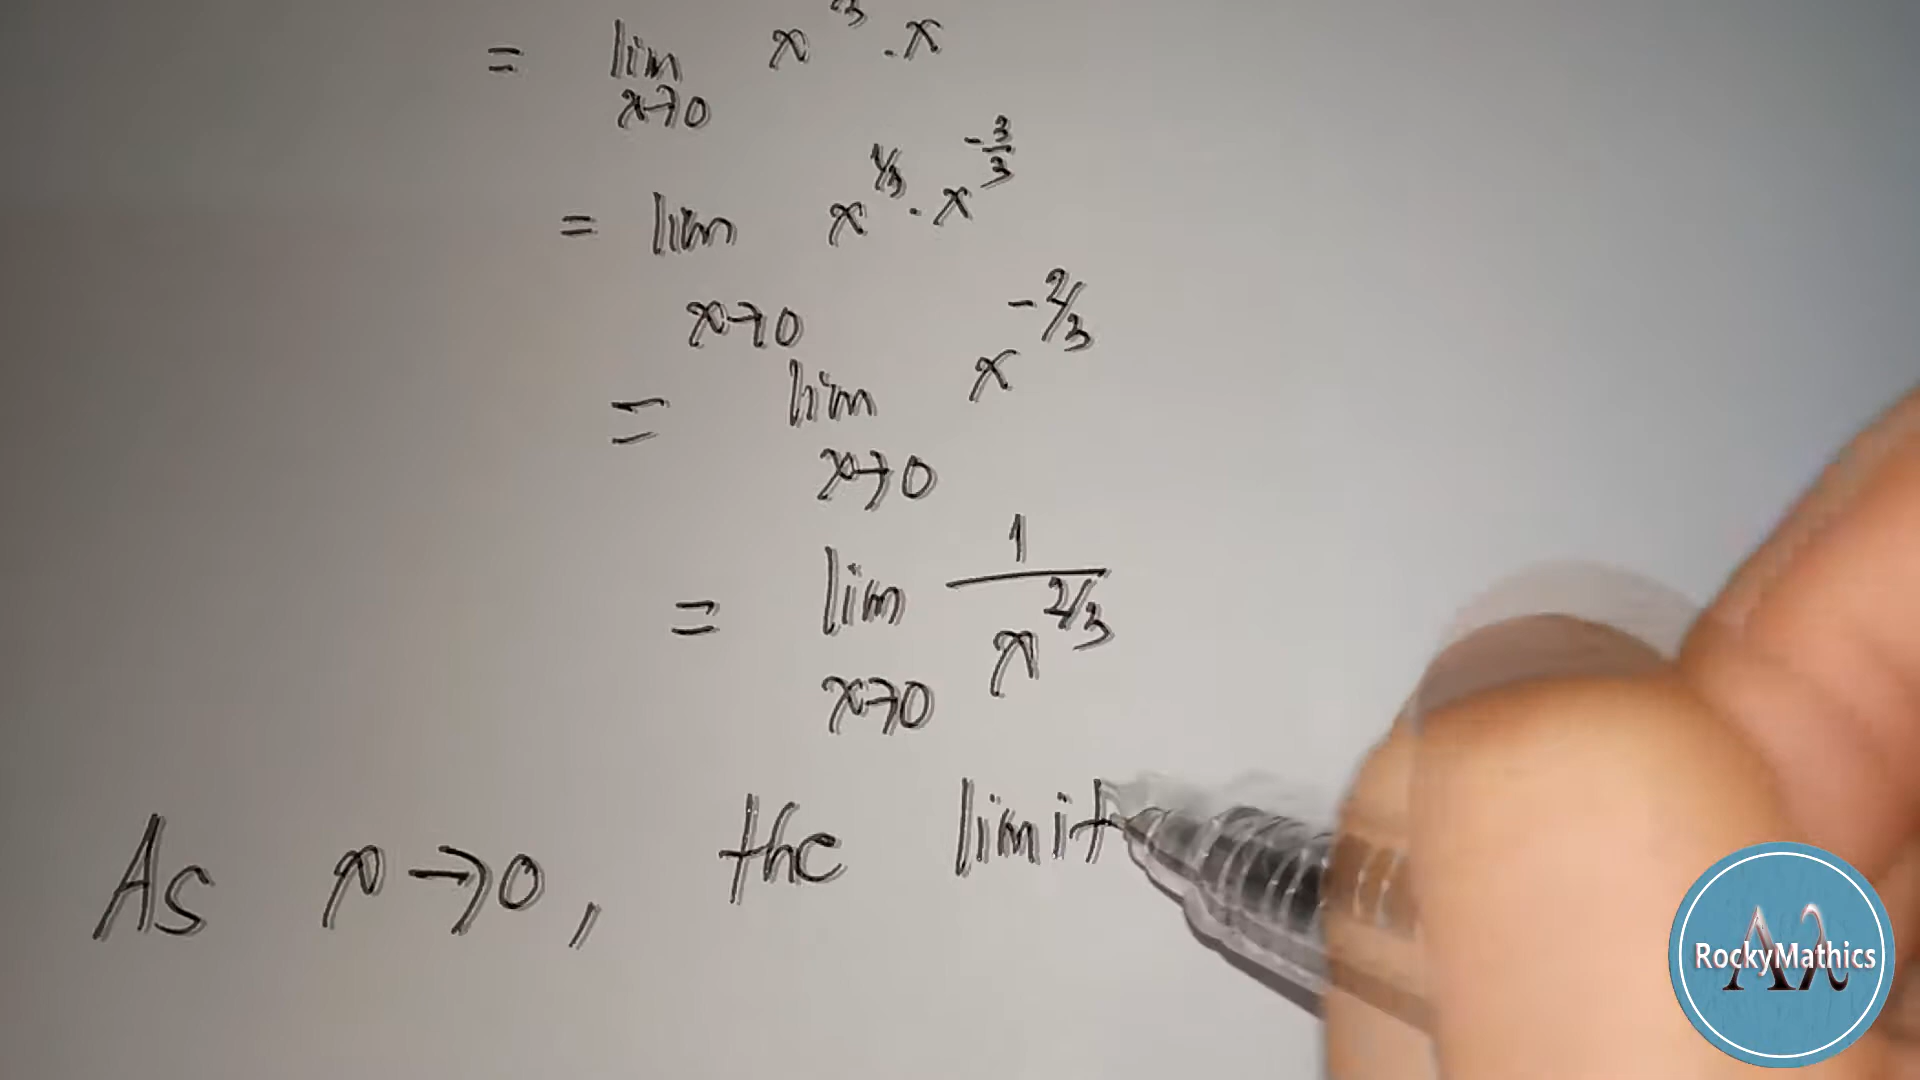 = lim x^{1/3} . x
x→0
= lim x^{1/3} . x^{-3/3}
x→0
= lim x^{-2/3}
x→0
= lim 1/x^{2/3}
x→0
As x→0, the limit
RockyMathics